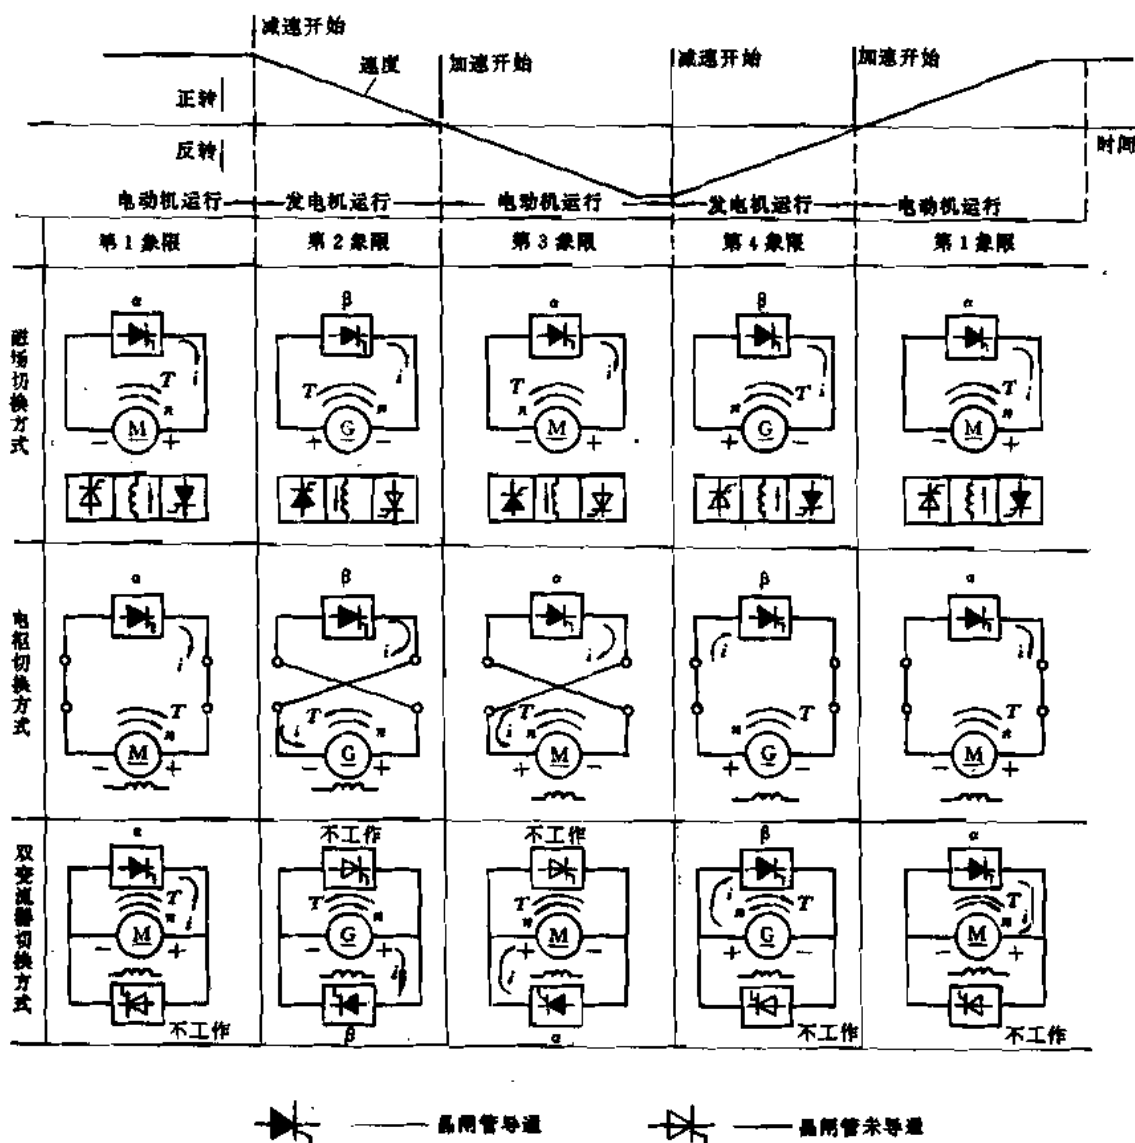 减速开始
速度
加速开始
减速开始
加速开始
正转
反转
时间
电动机运行
发电机运行
电动机运行
发电机运行
电动机运行
第1象限
第2象限
第3象限
第4象限
第1象限
磁场切换方式
α
β
α
β
α
i
i
i
i
i
T
n
T
n
T
n
n
T
T
n
− M +
+ G −
− M +
+ G −
− M +
电枢切换方式
α
β
α
β
α
i
i
i
i
i
T
n
i
T
n
i
T
n
n
T
T
n
− M +
− G +
+ M −
+ G −
− M +
双变流器切换方式
α
不工作
不工作
β
α
T
n
i
T
n
T
n
i
n
T
T
n
i
− M +
− G +
+ M −
+ G −
− M +
i
i
不工作
β
α
不工作
不工作
晶闸管导通
晶闸管未导通